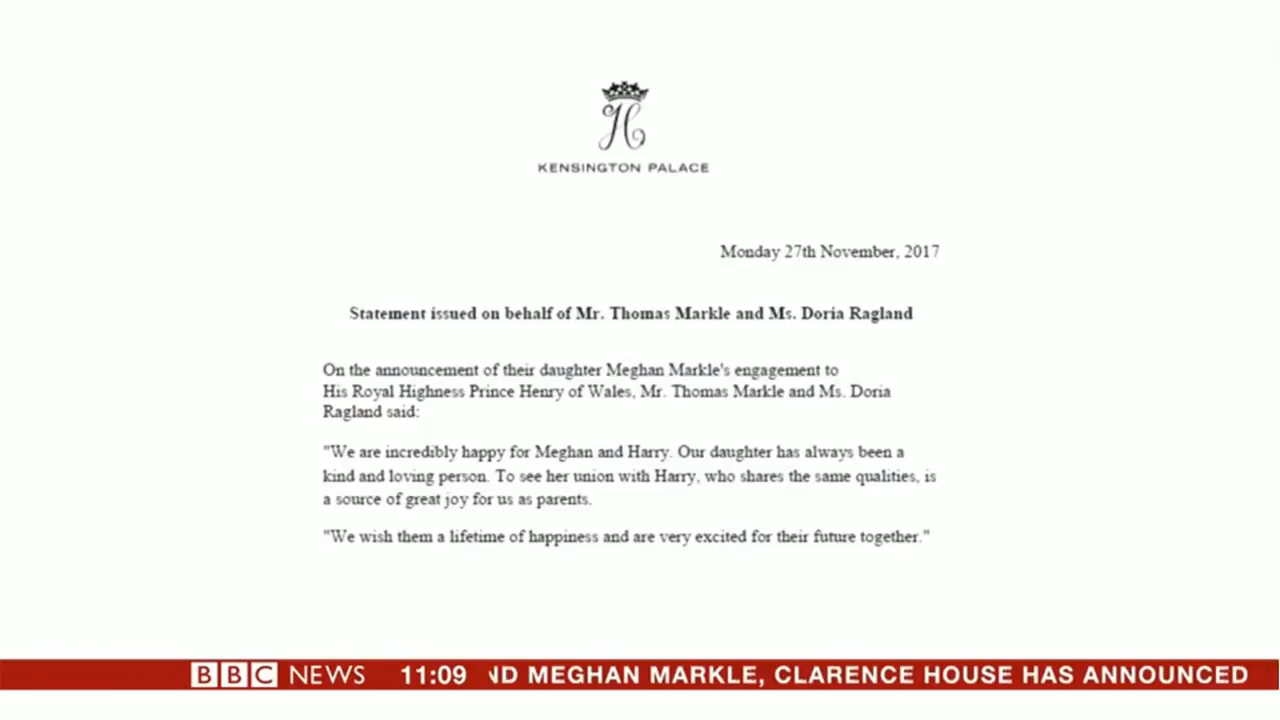 H
KENSINGTON PALACE
Monday 27th November, 2017
Statement issued on behalf of Mr. Thomas Markle and Ms. Doria Ragland
On the announcement of their daughter Meghan Markle's engagement to
His Royal Highness Prince Henry of Wales, Mr. Thomas Markle and Ms. Doria
Ragland said:
"We are incredibly happy for Meghan and Harry. Our daughter has always been a
kind and loving person. To see her union with Harry, who shares the same qualities, is
a source of great joy for us as parents.
"We wish them a lifetime of happiness and are very excited for their future together."
BBC NEWS 11:09 ND MEGHAN MARKLE, CLARENCE HOUSE HAS ANNOUNCED